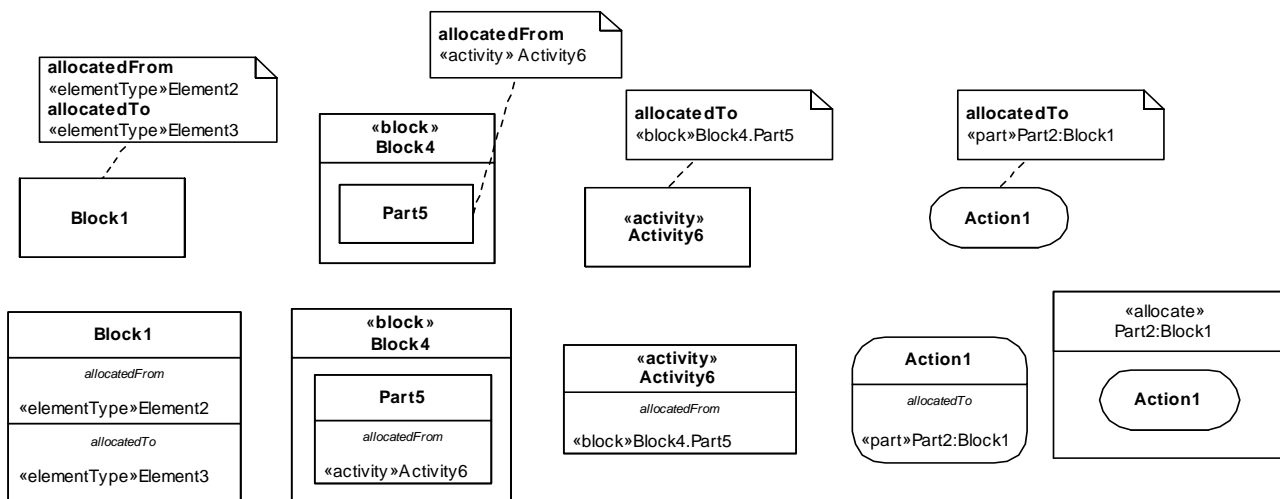 allocatedFrom
«elementType»Element2
allocatedTo
«elementType»Element3
Block1
«block»
Block4
Part5
allocatedFrom
«activity» Activity6
allocatedTo
«block»Block4.Part5
«activity»
Activity6
allocatedTo
«part»Part2:Block1
Action1
Block1
allocatedFrom
«elementType»Element2
allocatedTo
«elementType»Element3
«block»
Block4
Part5
allocatedFrom
«activity»Activity6
«activity»
Activity6
allocatedFrom
«block»Block4.Part5
Action1
allocatedTo
«part»Part2:Block1
«allocate»
Part2:Block1
Action1